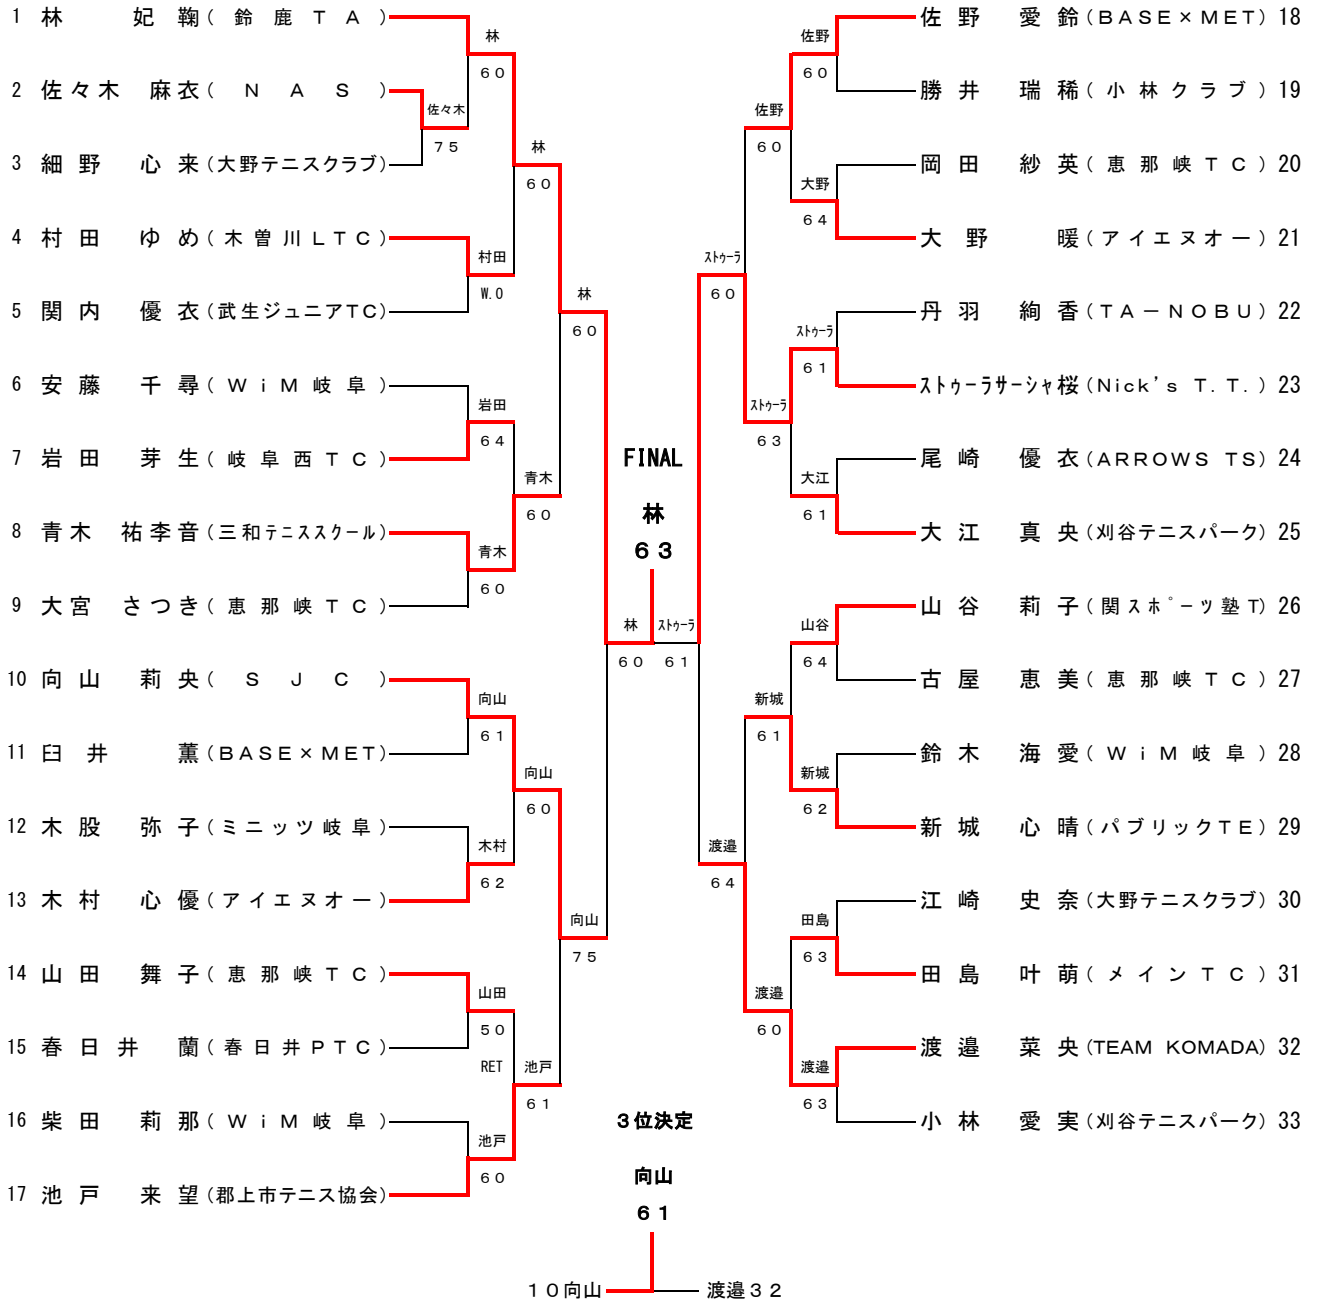 1 林 妃鞠(鈴鹿TA)
2 佐々木 麻衣(NAS)
3 細野 心来(大野テニスクラブ)
4 村田 ゆめ(木曽川LTC)
5 関内 優衣(武生ジュニアTC)
6 安藤 千尋(WiM岐阜)
7 岩田 芽生(岐阜西TC)
8 青木 祐李音(三和テニススクール)
9 大宮 さつき(恵那峡TC)
10 向山 莉央(SJC)
11 臼井 薫(BASE×MET)
12 木股 弥子(ミニッツ岐阜)
13 木村 心優(アイエヌオー)
14 山田 舞子(恵那峡TC)
15 春日井 蘭(春日井PTC)
16 柴田 莉那(WiM岐阜)
17 池戸 来望(郡上市テニス協会)
佐々木
75
林
60
村田
W.0
岩田
64
青木
60
向山
61
木村
62
山田
50
RET
池戸
60
林
60
青木
60
向山
60
池戸
61
林
60
向山
75
林
60
FINAL
林
63
ストゥーラ
61
ストゥーラ
60
渡邉
64
佐野
60
ストゥーラ
63
新城
61
渡邉
60
佐野
60
大野
64
ストゥーラ
61
大江
61
山谷
64
新城
62
田島
63
渡邉
63
佐野 愛鈴(BASE×MET) 18
勝井 瑞稀(小林クラブ) 19
岡田 紗英(恵那峡TC) 20
大野 暖(アイエヌオー) 21
丹羽 絢香(TA－NOBU) 22
ストゥーラサーシャ桜(Nick's T.T.) 23
尾崎 優衣(ARROWS TS) 24
大江 真央(刈谷テニスパーク) 25
山谷 莉子(関スポーツ塾T) 26
古屋 恵美(恵那峡TC) 27
鈴木 海愛(WiM岐阜) 28
新城 心晴(パブリックTE) 29
江崎 史奈(大野テニスクラブ) 30
田島 叶萌(メインTC) 31
渡邉 菜央(TEAM KOMADA) 32
小林 愛実(刈谷テニスパーク) 33
3位決定
向山
61
10向山
渡邉32